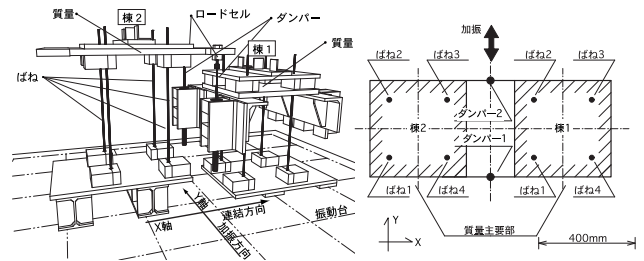 質量
棟2
ロードセル
ダンパー
棟1
質量
ばね
Y軸
連結方向
X軸
加振方向
振動台
加振
ばね2
ばね3
ばね2
ばね3
ダンパー2
棟2
棟1
ダンパー1
ばね1
ばね4
ばね1
ばね4
質量主要部
Y
X
400mm